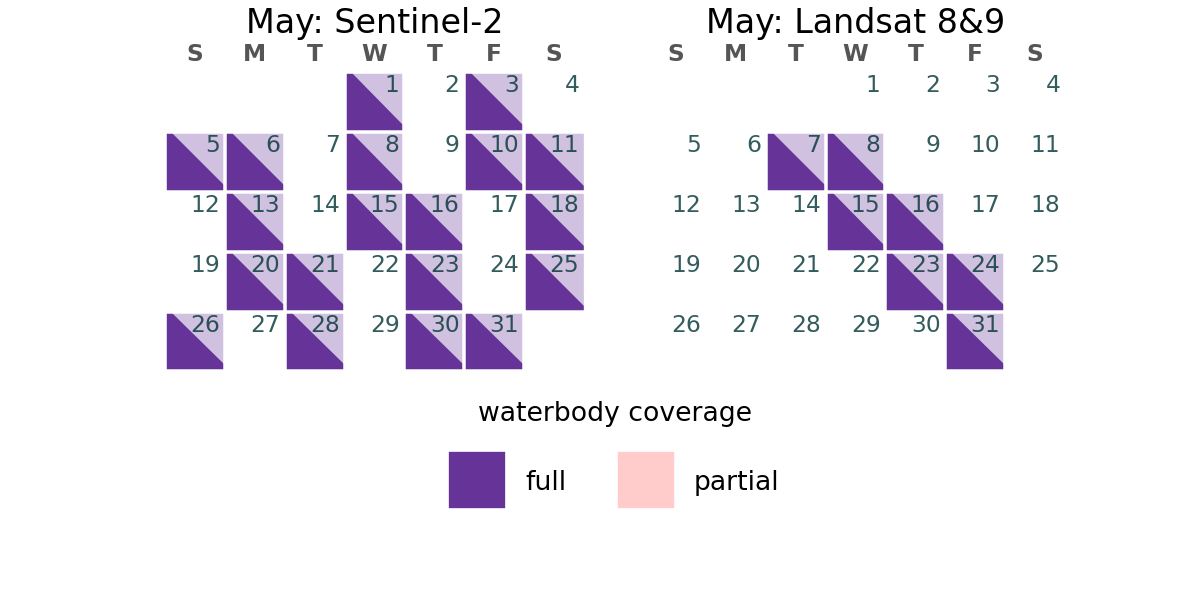 May: Sentinel-2
S M T W T F S
1 2 3 4
5 6 7 8 9 10 11
12 13 14 15 16 17 18
19 20 21 22 23 24 25
26 27 28 29 30 31
May: Landsat 8&9
S M T W T F S
1 2 3 4
5 6 7 8 9 10 11
12 13 14 15 16 17 18
19 20 21 22 23 24 25
26 27 28 29 30 31
waterbody coverage
full partial